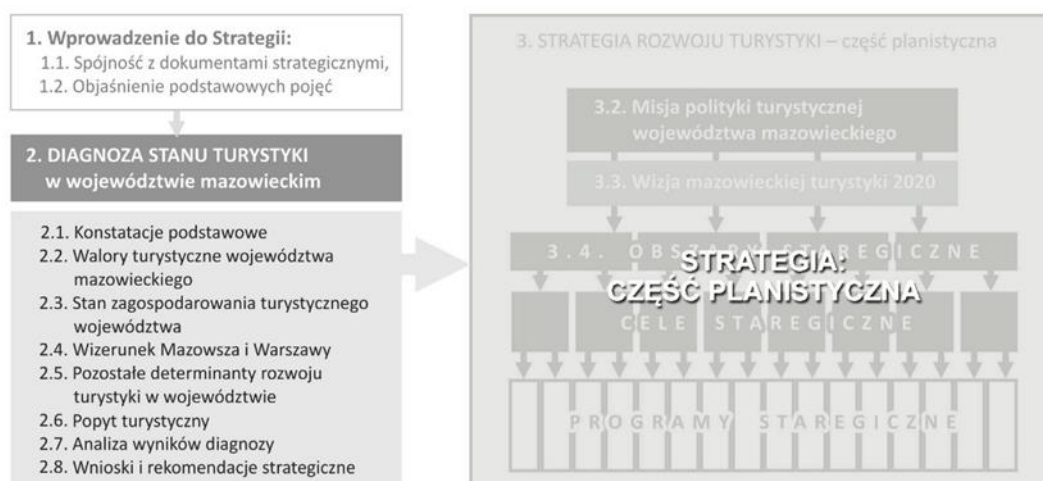 1. Wprowadzenie do Strategii:
1.1. Spójność z dokumentami strategicznymi,
1.2. Objaśnienie podstawowych pojęć
2. DIAGNOZA STANU TURYSTYKI
w województwie mazowieckim
2.1. Konstatacje podstawowe
2.2. Walory turystyczne województwa
mazowieckiego
2.3. Stan zagospodarowania turystycznego
województwa
2.4. Wizerunek Mazowsza i Warszawy
2.5. Pozostałe determinanty rozwoju
turystyki w województwie
2.6. Popyt turystyczny
2.7. Analiza wyników diagnozy
2.8. Wnioski i rekomendacje strategiczne
3. STRATEGIA ROZWOJU TURYSTYKI – część planistyczna
3.2. Misja polityki turystycznej
województwa mazowieckiego
3.3. Wizja mazowieckiej turystyki 2020
3.4. OBSZARY STAREGICZNE
STRATEGIA:
CZĘŚĆ PLANISTYCZNA
CELE STAREGICZNE
PROGRAMY STAREGICZNE